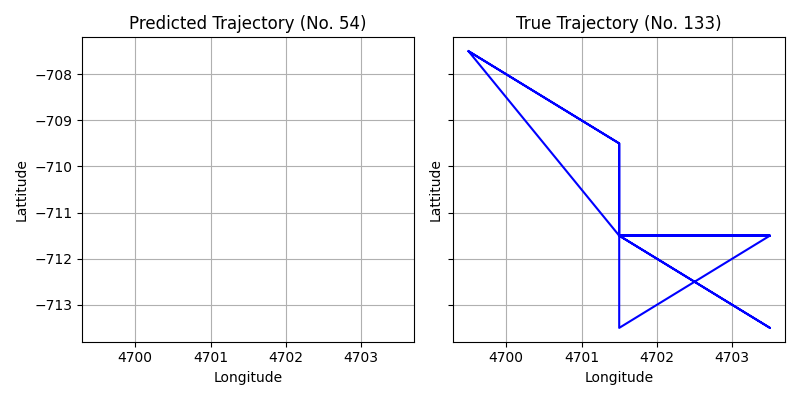 Predicted Trajectory (No. 54)
−708
−709
−710
−711
−712
−713
Lattitude
4700 4701 4702 4703
Longitude
True Trajectory (No. 133)
Lattitude
4700 4701 4702 4703
Longitude